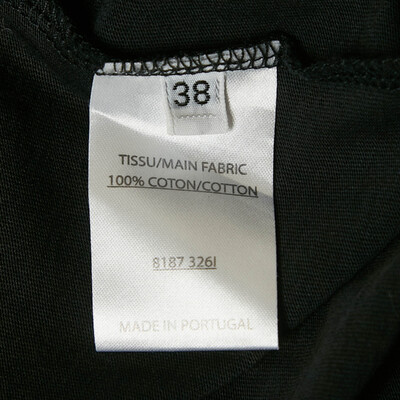 38
TISSU/MAIN FABRIC
100% COTON/COTTON
8187 326I
MADE IN PORTUGAL